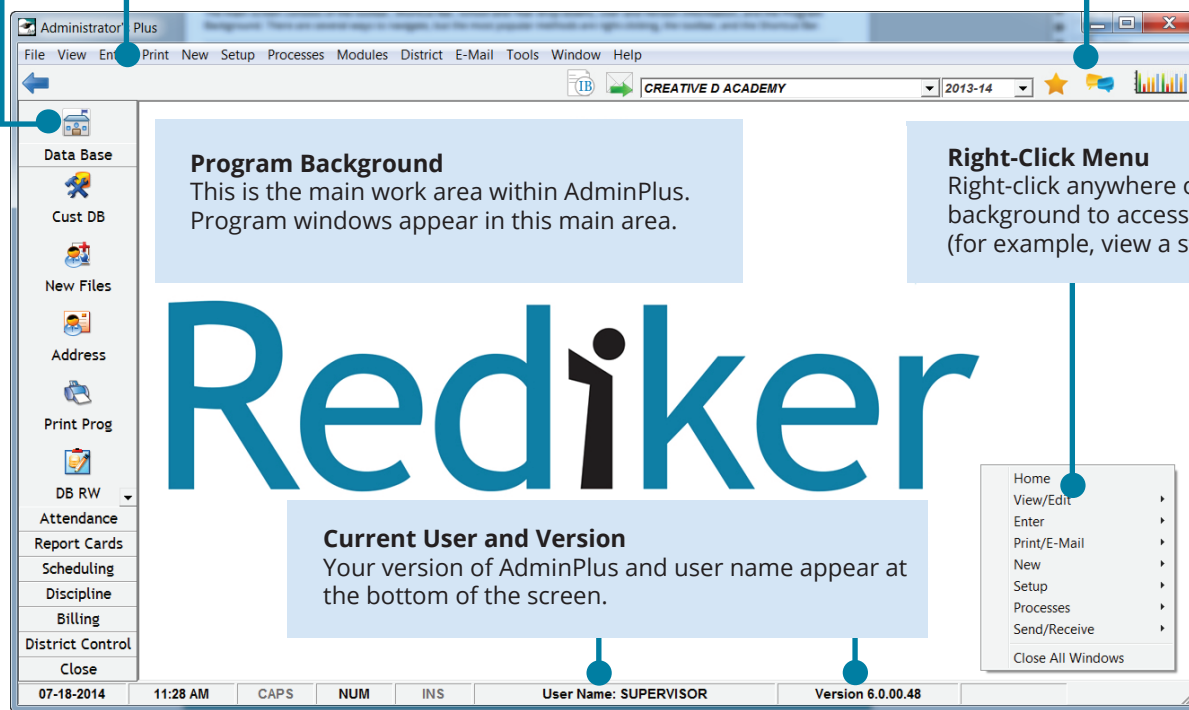 Administrator's Plus
File View Ent Print New Setup Processes Modules District E-Mail Tools Window Help
IB CREATIVE D ACADEMY 2013-14
Data Base
Cust DB
New Files
Address
Print Prog
DB RW
Attendance
Report Cards
Scheduling
Discipline
Billing
District Control
Close
Program Background
This is the main work area within AdminPlus.
Program windows appear in this main area.
Right-Click Menu
Right-click anywhere
background to access
(for example, view a s
Rediker
Current User and Version
Your version of AdminPlus and user name appear at
the bottom of the screen.
Home
View/Edit
Enter
Print/E-Mail
New
Setup
Processes
Send/Receive
Close All Windows
07-18-2014 11:28 AM CAPS NUM INS User Name: SUPERVISOR Version 6.0.00.48